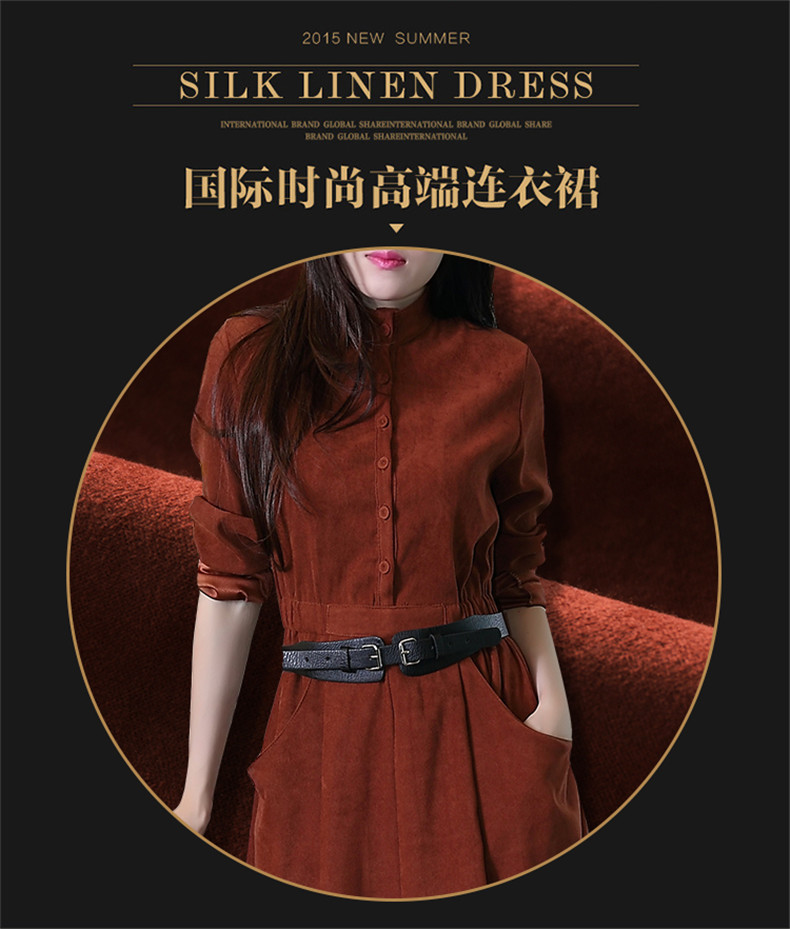 2015 NEW SUMMER
SILK LINEN DRESS
INTERNATIONAL BRAND GLOBAL SHAREINTERNATIONAL BRAND GLOBAL SHARE
BRAND GLOBAL SHAREINTERNATIONAL
国际时尚高端连衣裙